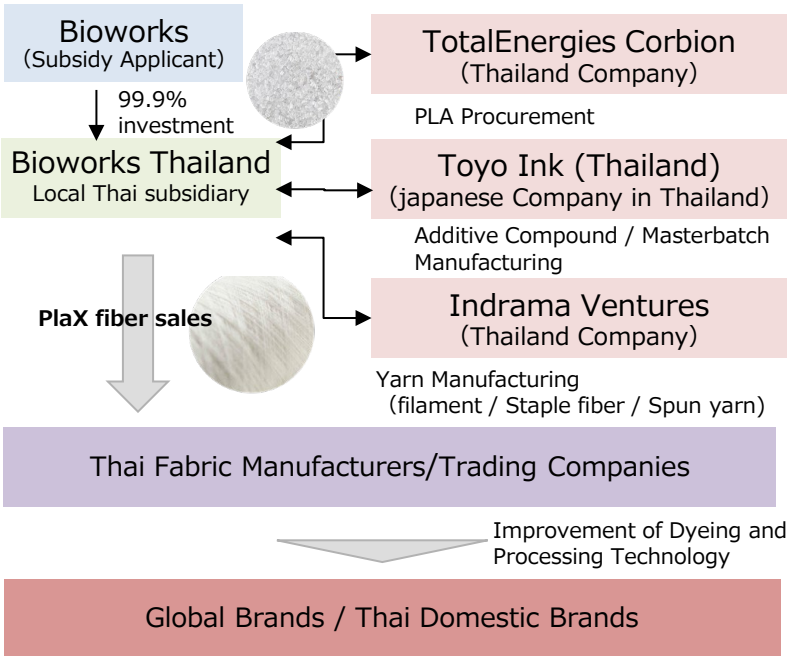 Bioworks
(Subsidy Applicant)
99.9%
investment
Bioworks Thailand
Local Thai subsidiary
TotalEnergies Corbion
(Thailand Company)
PLA Procurement
Toyo Ink (Thailand)
(japanese Company in Thailand)
Additive Compound / Masterbatch
Manufacturing
Indrama Ventures
(Thailand Company)
Yarn Manufacturing
(filament / Staple fiber / Spun yarn)
PlaX fiber sales
Thai Fabric Manufacturers/Trading Companies
Improvement of Dyeing and
Processing Technology
Global Brands / Thai Domestic Brands